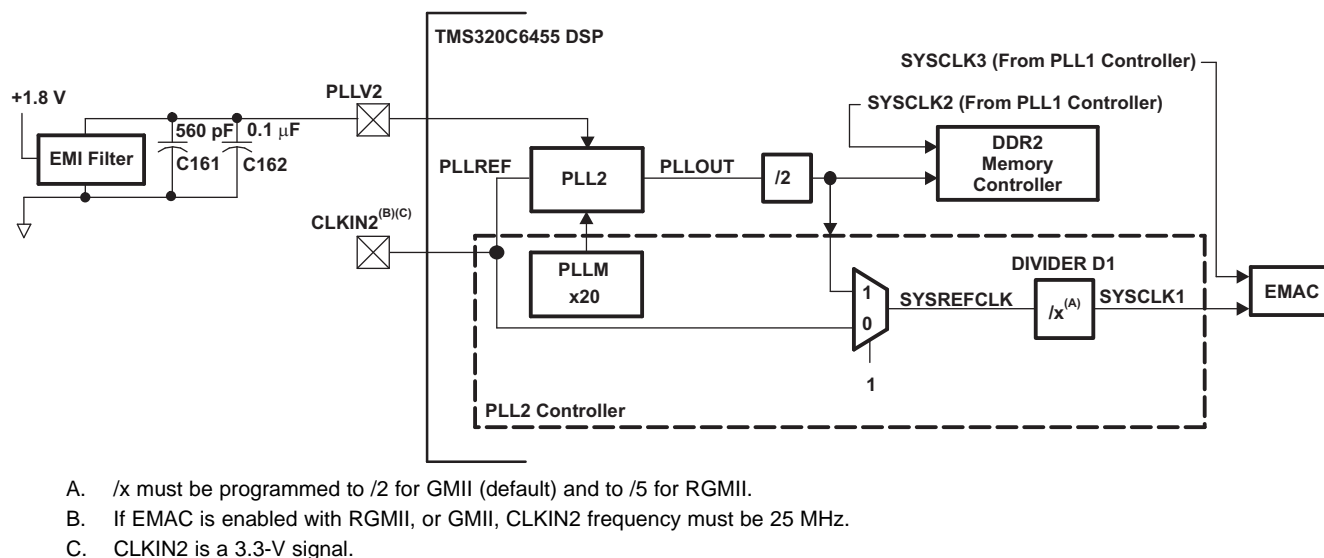 TMS320C6455 DSP
SYSCLK3 (From PLL1 Controller)
+1.8 V
PLLV2
SYSCLK2 (From PLL1 Controller)
560 pF 0.1 μF
EMI Filter
C161 C162
PLLREF
PLL2
PLLOUT
/2
DDR2
Memory
Controller
CLKIN2(B)(C)
PLLM
x20
DIVIDER D1
1
0
SYSREFCLK
/x(A)
SYSCLK1
EMAC
1
PLL2 Controller
A. /x must be programmed to /2 for GMII (default) and to /5 for RGMII.
B. If EMAC is enabled with RGMII, or GMII, CLKIN2 frequency must be 25 MHz.
C. CLKIN2 is a 3.3-V signal.